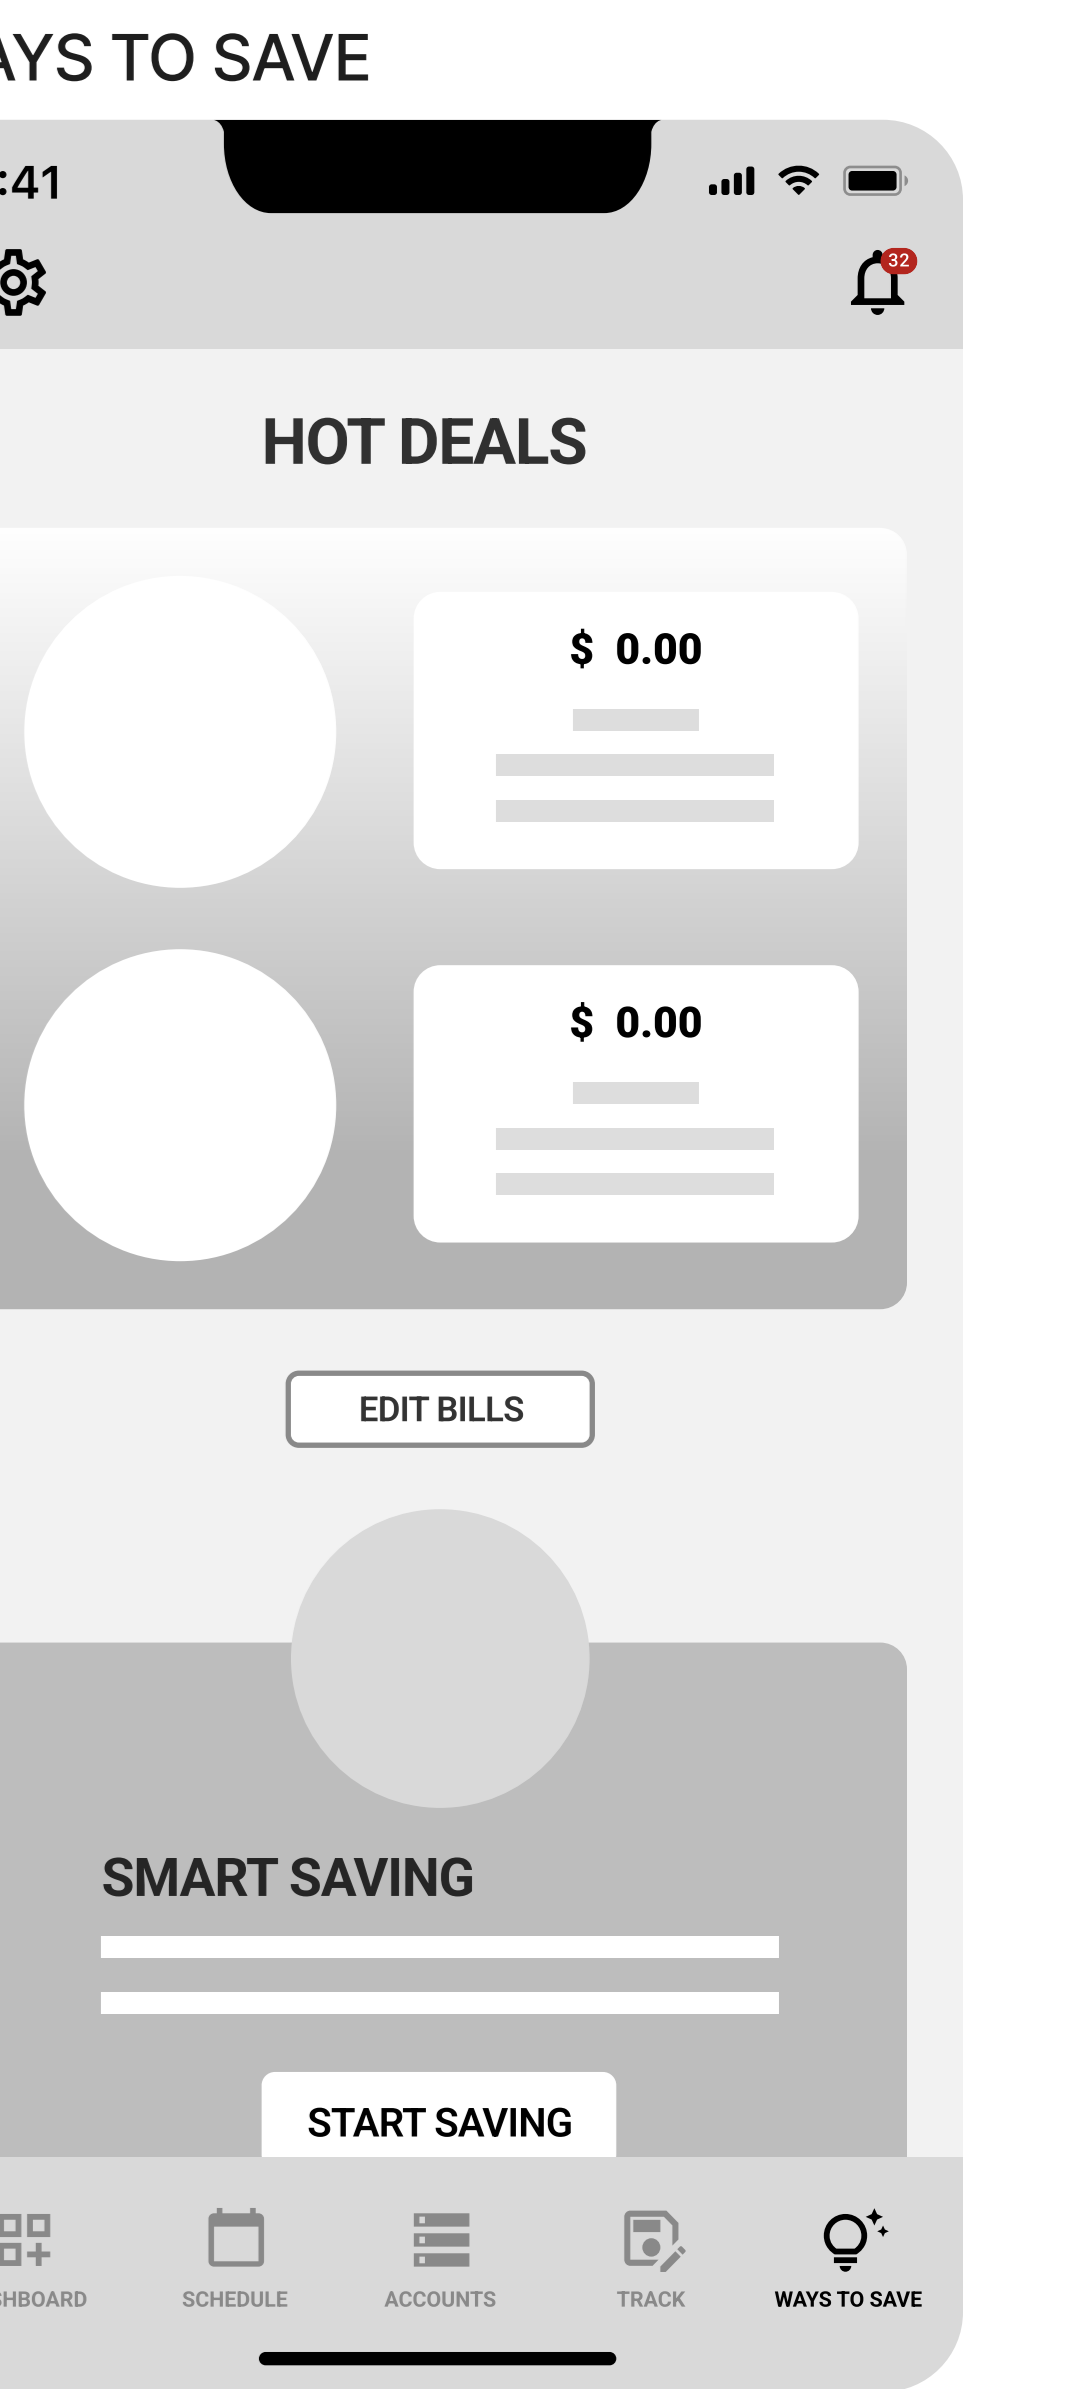 AYS TO SAVE
:41
32
HOT DEALS
$ 0.00
$ 0.00
EDIT BILLS
SMART SAVING
START SAVING
SHBOARD
SCHEDULE
ACCOUNTS
TRACK
WAYS TO SAVE